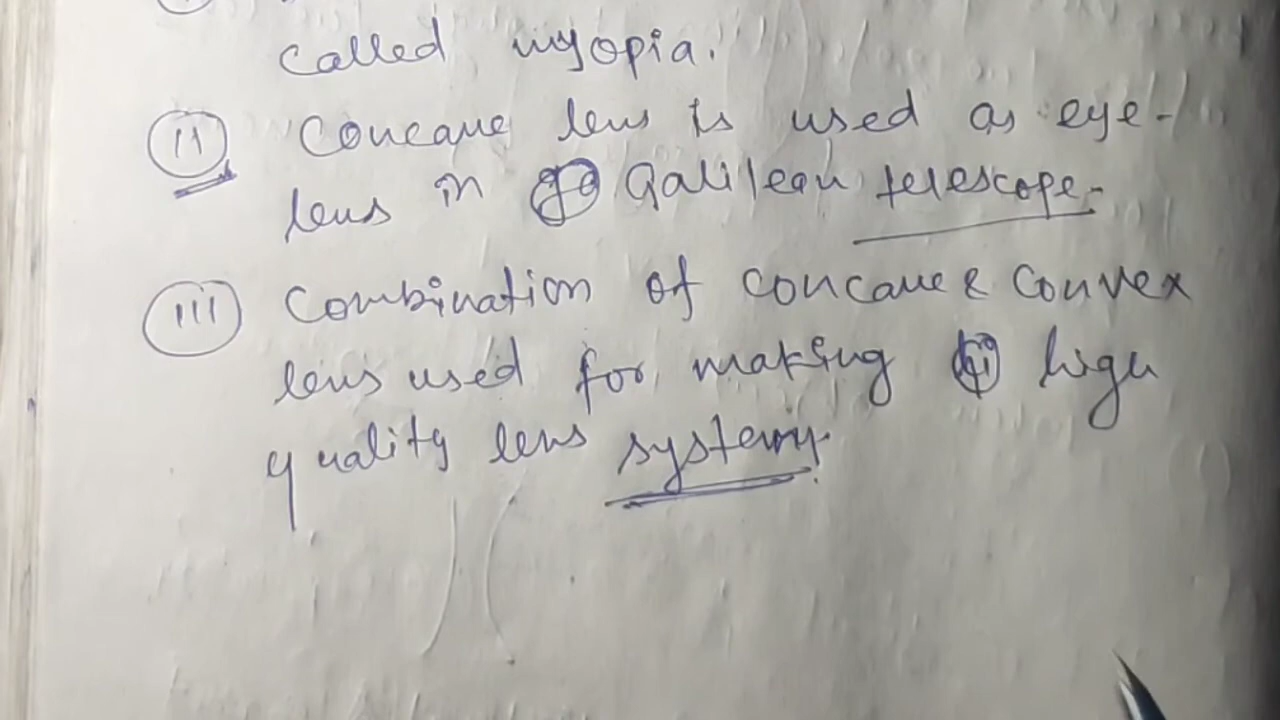 called myopia.
(II) Concave lens is used as eye-
lens in Galilean telescope.
(III) Combination of concave & convex
lens used for making high
quality lens system.